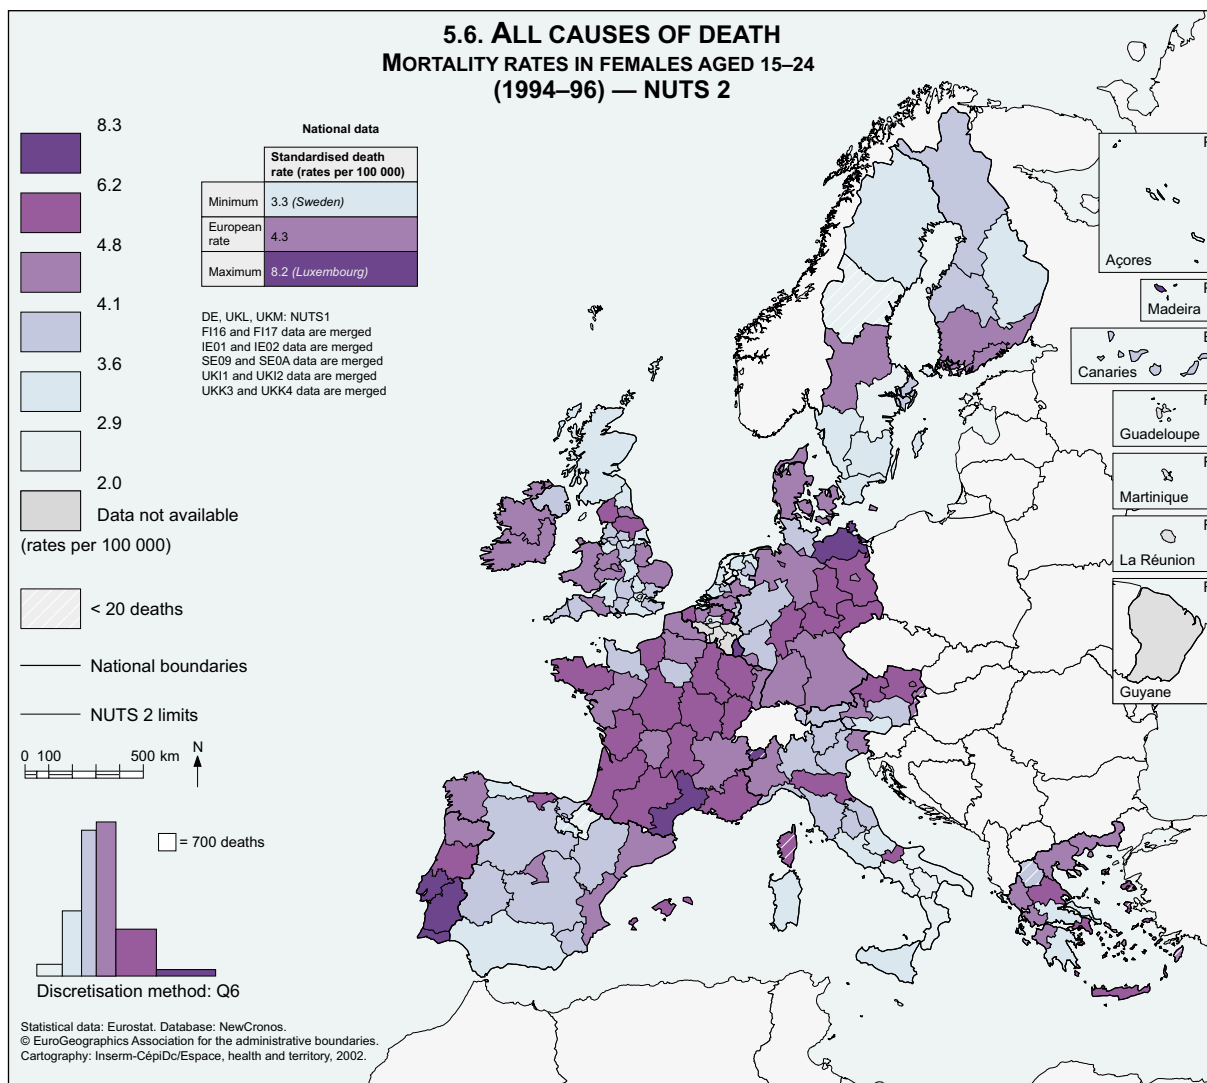 5.6. ALL CAUSES OF DEATH
MORTALITY RATES IN FEMALES AGED 15–24
(1994–96) — NUTS 2
8.3
6.2
4.8
4.1
3.6
2.9
2.0
Data not available
(rates per 100 000)
< 20 deaths
National boundaries
NUTS 2 limits
0 100 500 km
N
National data
Standardised death
rate (rates per 100 000)
Minimum 3.3 (Sweden)
European
rate 4.3
Maximum 8.2 (Luxembourg)
DE, UKL, UKM: NUTS1
FI16 and FI17 data are merged
IE01 and IE02 data are merged
SE09 and SE0A data are merged
UKI1 and UKI2 data are merged
UKK3 and UKK4 data are merged
Açores
Madeira
Canaries
Guadeloupe
Martinique
La Réunion
Guyane
= 700 deaths
Discretisation method: Q6
Statistical data: Eurostat. Database: NewCronos.
© EuroGeographics Association for the administrative boundaries.
Cartography: Inserm-CépiDc/Espace, health and territory, 2002.